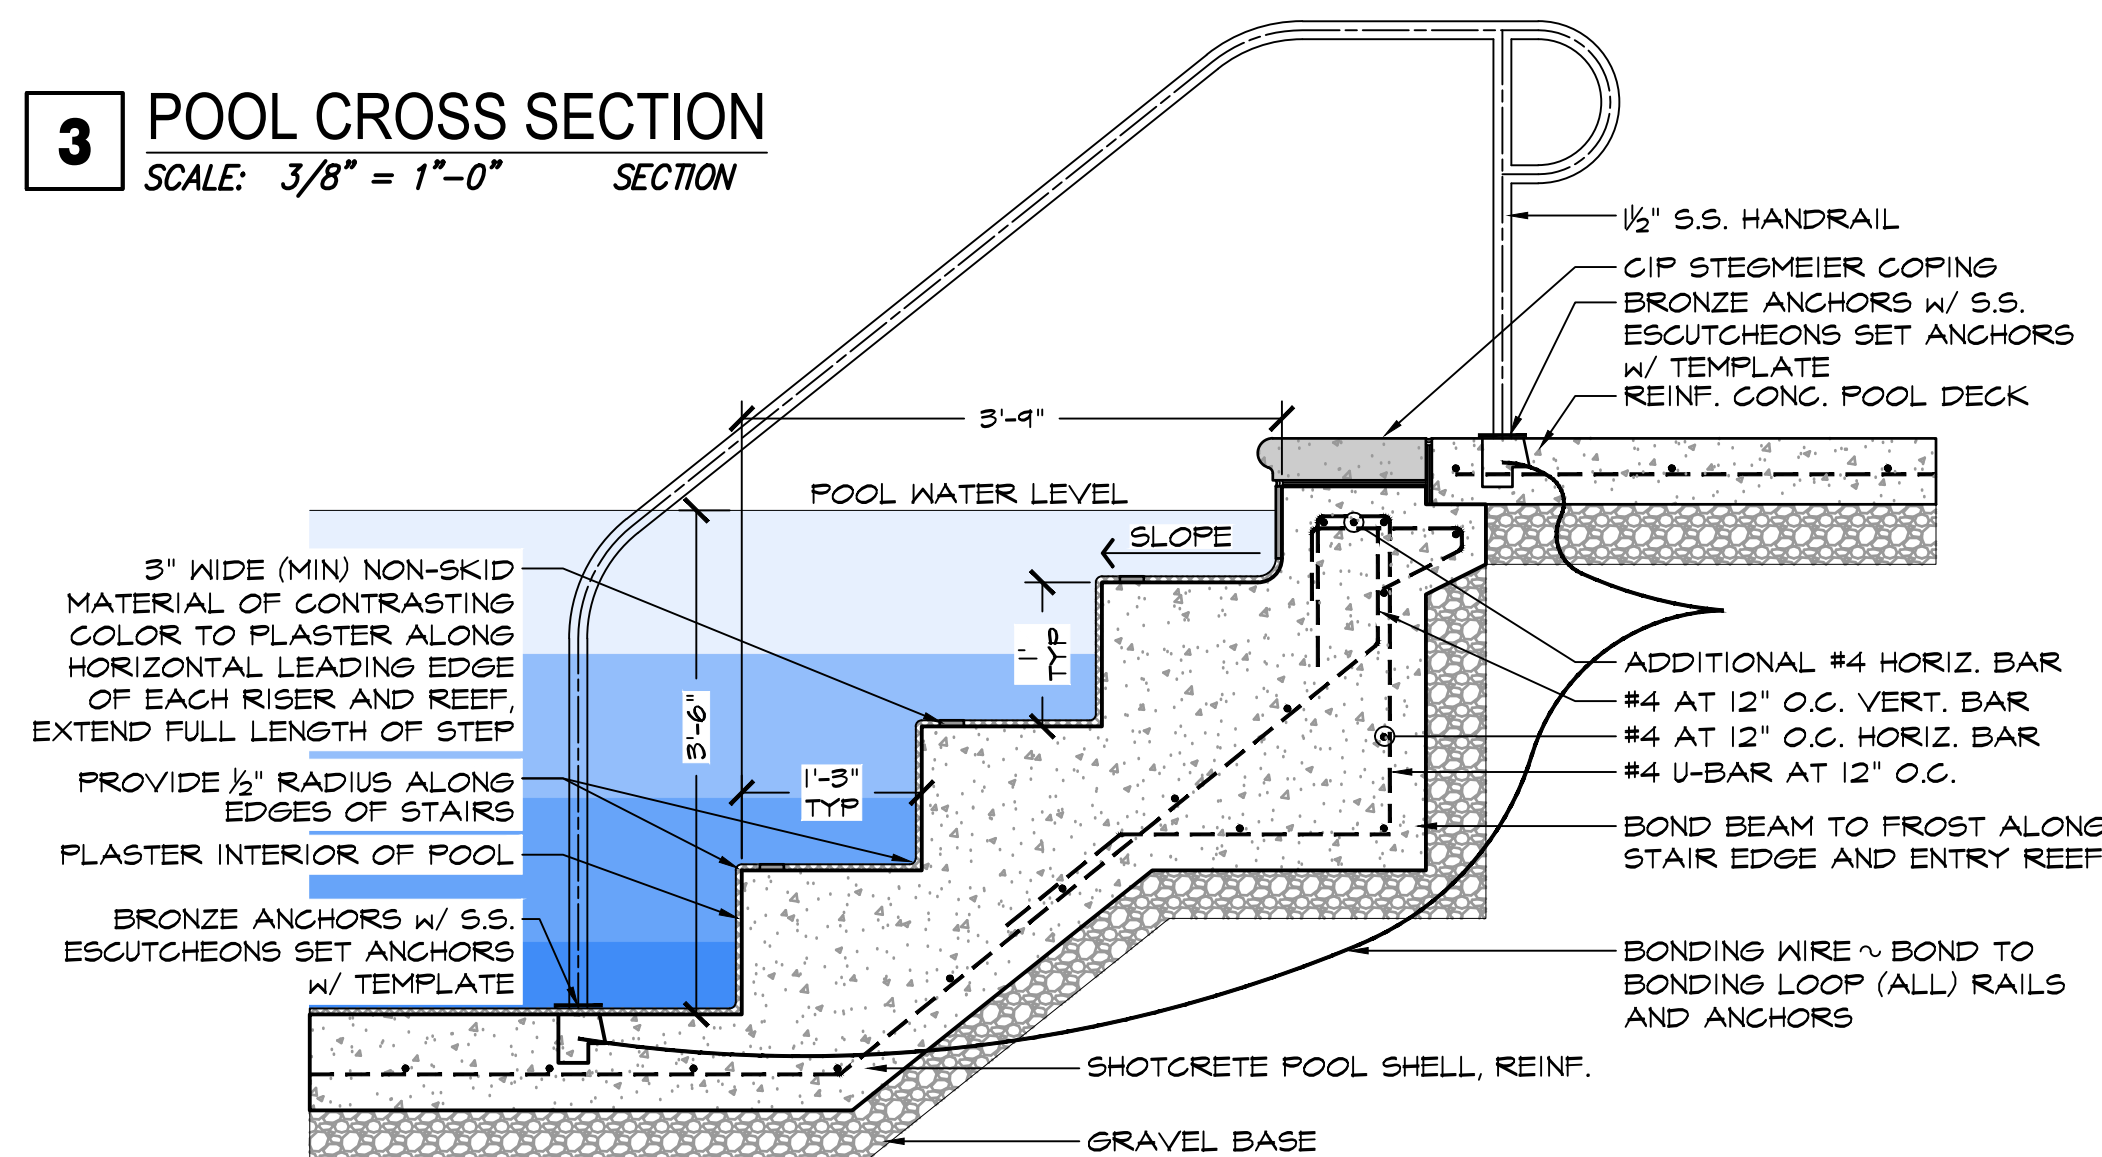 3
POOL CROSS SECTION
SCALE: 3/8" = 1"-0" SECTION
1/2" S.S. HANDRAIL
CIP STEGMEIER COPING
BRONZE ANCHORS w/ S.S.
ESCUTCHEONS SET ANCHORS
w/ TEMPLATE
REINF. CONC. POOL DECK
3'-9"
POOL WATER LEVEL
SLOPE
1'
TYP
3'-6"
1'-3"
TYP
3" WIDE (MIN) NON-SKID
MATERIAL OF CONTRASTING
COLOR TO PLASTER ALONG
HORIZONTAL LEADING EDGE
OF EACH RISER AND REEF,
EXTEND FULL LENGTH OF STEP
PROVIDE 1/2" RADIUS ALONG
EDGES OF STAIRS
PLASTER INTERIOR OF POOL
BRONZE ANCHORS w/ S.S.
ESCUTCHEONS SET ANCHORS
w/ TEMPLATE
ADDITIONAL #4 HORIZ. BAR
#4 AT 12" O.C. VERT. BAR
#4 AT 12" O.C. HORIZ. BAR
#4 U-BAR AT 12" O.C.
BOND BEAM TO FROST ALONG
STAIR EDGE AND ENTRY REEF
BONDING WIRE ~ BOND TO
BONDING LOOP (ALL) RAILS
AND ANCHORS
SHOTCRETE POOL SHELL, REINF.
GRAVEL BASE